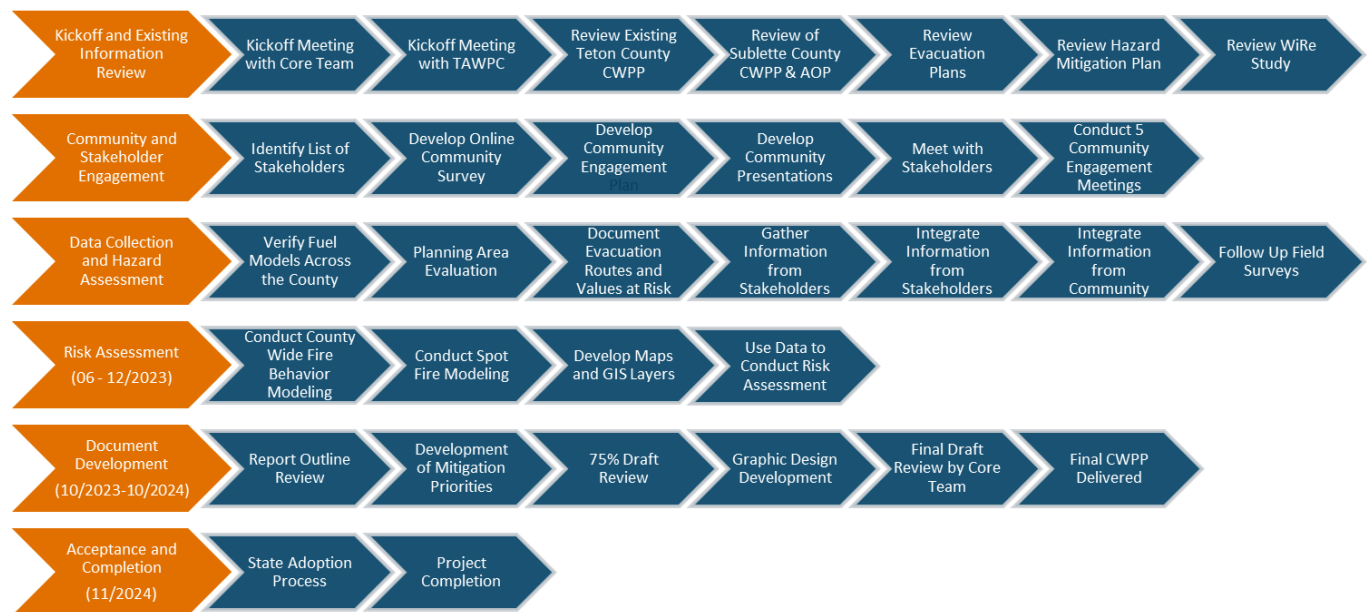 Kickoff and Existing
Information
Review
Kickoff Meeting
with Core Team
Kickoff Meeting
with TAWPC
Review Existing
Teton County
CWPP
Review of
Sublette County
CWPP & AOP
Review
Evacuation
Plans
Review Hazard
Mitigation Plan
Review WiRe
Study
Community and
Stakeholder
Engagement
Identify List of
Stakeholders
Develop Online
Community
Survey
Develop
Community
Engagement
Plan
Develop
Community
Presentations
Meet with
Stakeholders
Conduct 5
Community
Engagement
Meetings
Data Collection
and Hazard
Assessment
Verify Fuel
Models Across
the County
Planning Area
Evaluation
Document
Evacuation
Routes and
Values at Risk
Gather
Information
from
Stakeholders
Integrate
Information
from
Stakeholders
Integrate
Information
from
Community
Follow Up Field
Surveys
Risk Assessment
(06 - 12/2023)
Conduct County
Wide Fire
Behavior
Modeling
Conduct Spot
Fire Modeling
Develop Maps
and GIS Layers
Use Data to
Conduct Risk
Assessment
Document
Development
(10/2023-10/2024)
Report Outline
Review
Development
of Mitigation
Priorities
75% Draft
Review
Graphic Design
Development
Final Draft
Review by Core
Team
Final CWPP
Delivered
Acceptance and
Completion
(11/2024)
State Adoption
Process
Project
Completion